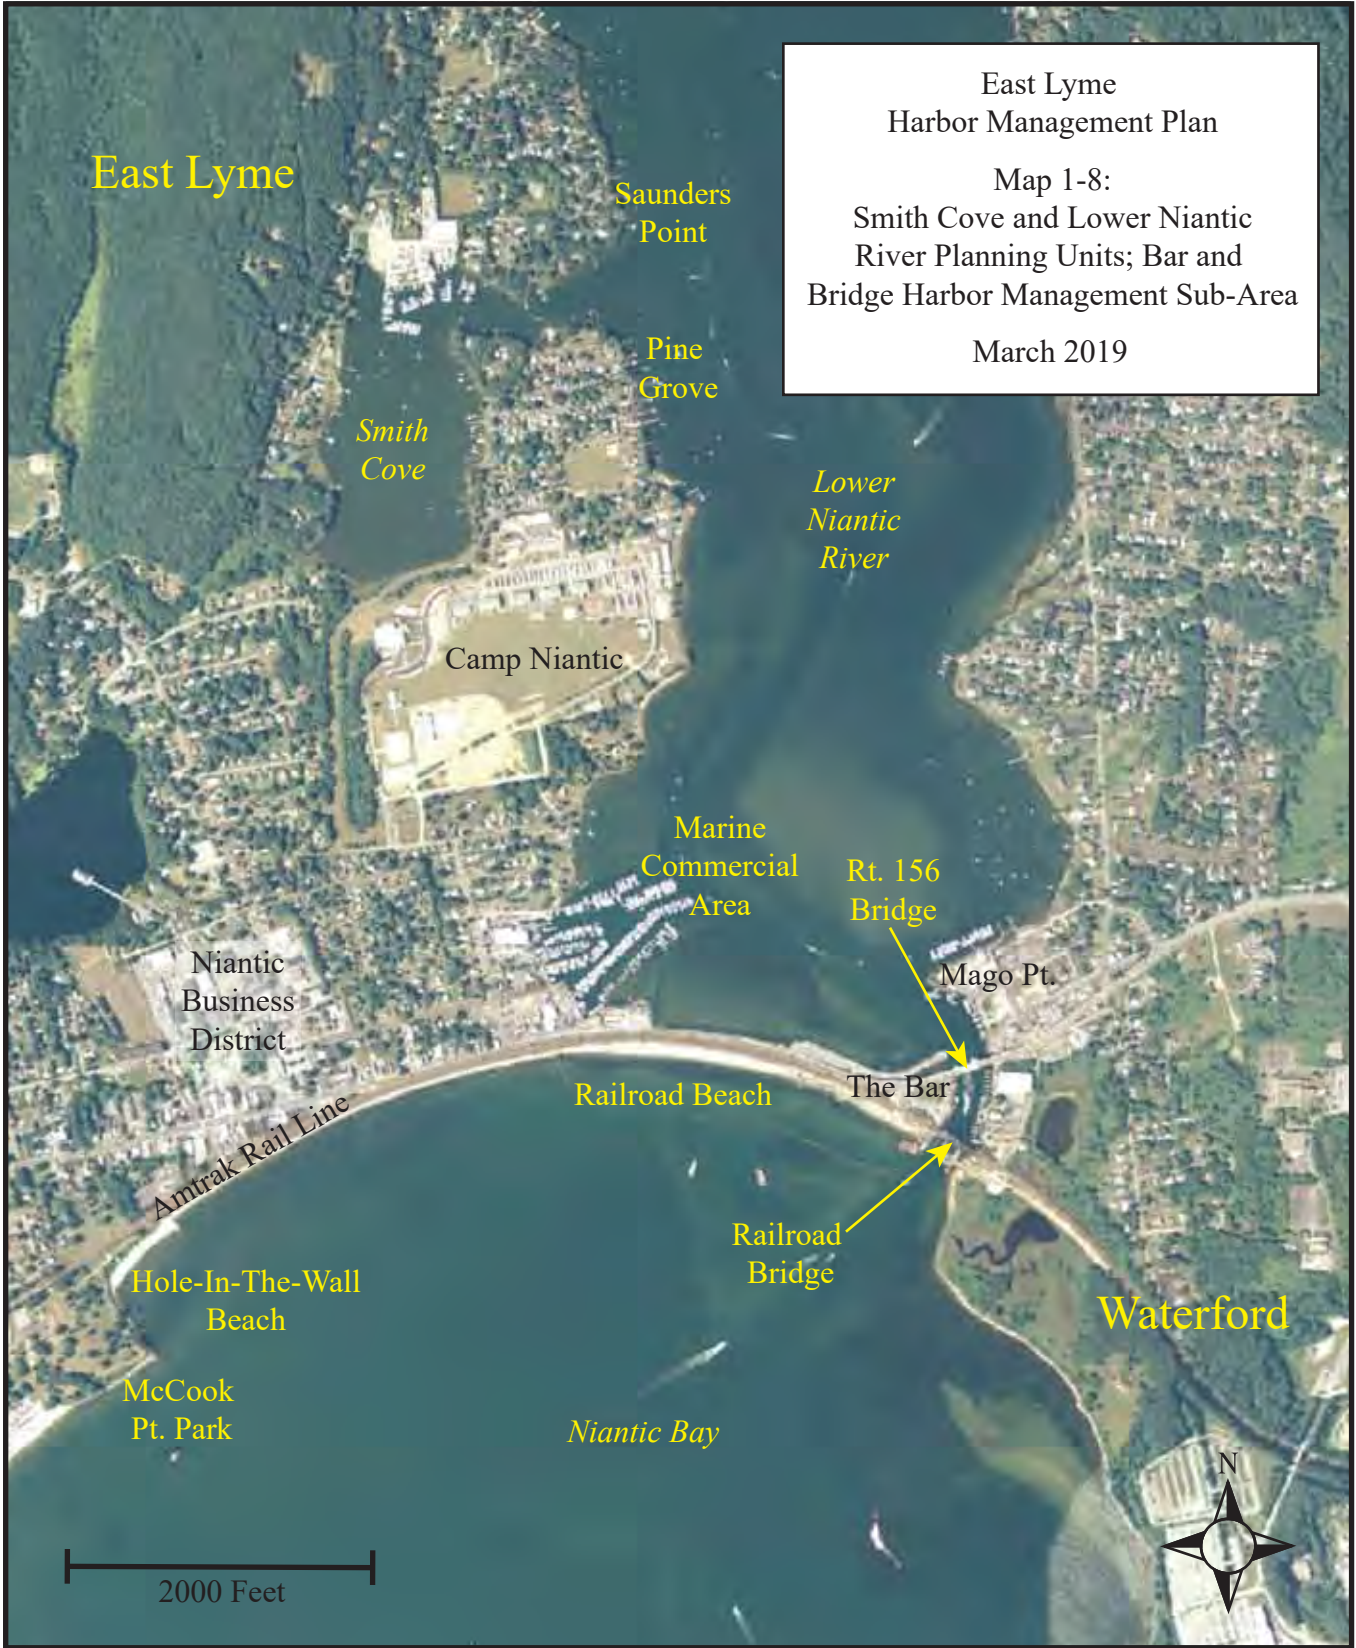 East Lyme
Harbor Management Plan
Map 1-8:
Smith Cove and Lower Niantic
River Planning Units; Bar and
Bridge Harbor Management Sub-Area
March 2019
East Lyme
Saunders
Point
Pine
Grove
Smith
Cove
Lower
Niantic
River
Camp Niantic
Marine
Commercial
Area
Rt. 156
Bridge
Niantic
Business
District
Mago Pt.
Railroad Beach
The Bar
Amtrak Rail Line
Railroad
Bridge
Hole-In-The-Wall
Beach
Waterford
McCook
Pt. Park
Niantic Bay
N
2000 Feet